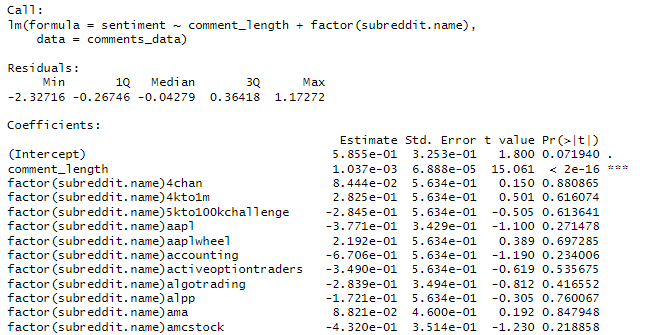 Call:
lm(formula = sentiment ~ comment_length + factor(subreddit.name),
    data = comments_data)
Residuals:
     Min       1Q   Median       3Q      Max
-2.32716 -0.26746 -0.04279  0.36418  1.17272
Coefficients:
                                            Estimate Std. Error t value Pr(>|t|)
(Intercept)                                5.855e-01  3.253e-01   1.800 0.071940 .
comment_length                             1.037e-03  6.888e-05  15.061  < 2e-16 ***
factor(subreddit.name)4chan                8.444e-02  5.634e-01   0.150 0.880865
factor(subreddit.name)4kto1m               2.825e-01  5.634e-01   0.501 0.616074
factor(subreddit.name)5kto100kchallenge   -2.845e-01  5.634e-01  -0.505 0.613641
factor(subreddit.name)aapl                -3.771e-01  3.429e-01  -1.100 0.271478
factor(subreddit.name)aaplwheel            2.192e-01  5.634e-01   0.389 0.697285
factor(subreddit.name)accounting          -6.706e-01  5.634e-01  -1.190 0.234006
factor(subreddit.name)activeoptiontraders -3.490e-01  5.634e-01  -0.619 0.535675
factor(subreddit.name)algotrading         -2.839e-01  3.494e-01  -0.812 0.416552
factor(subreddit.name)alpp                -1.721e-01  5.634e-01  -0.305 0.760067
factor(subreddit.name)ama                  8.821e-02  4.600e-01   0.192 0.847948
factor(subreddit.name)amcstock            -4.320e-01  3.514e-01  -1.230 0.218858